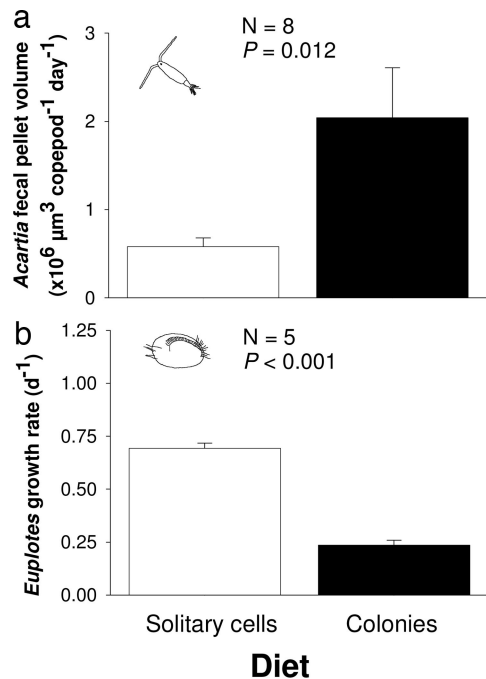 a
N = 8
P = 0.012
Acartia fecal pellet volume
(x10⁶ µm³ copepod⁻¹ day⁻¹)
3
2
1
0
b
N = 5
P < 0.001
Euplotes growth rate (d⁻¹)
1.25
1.00
0.75
0.50
0.25
0.00
Solitary cells Colonies
Diet